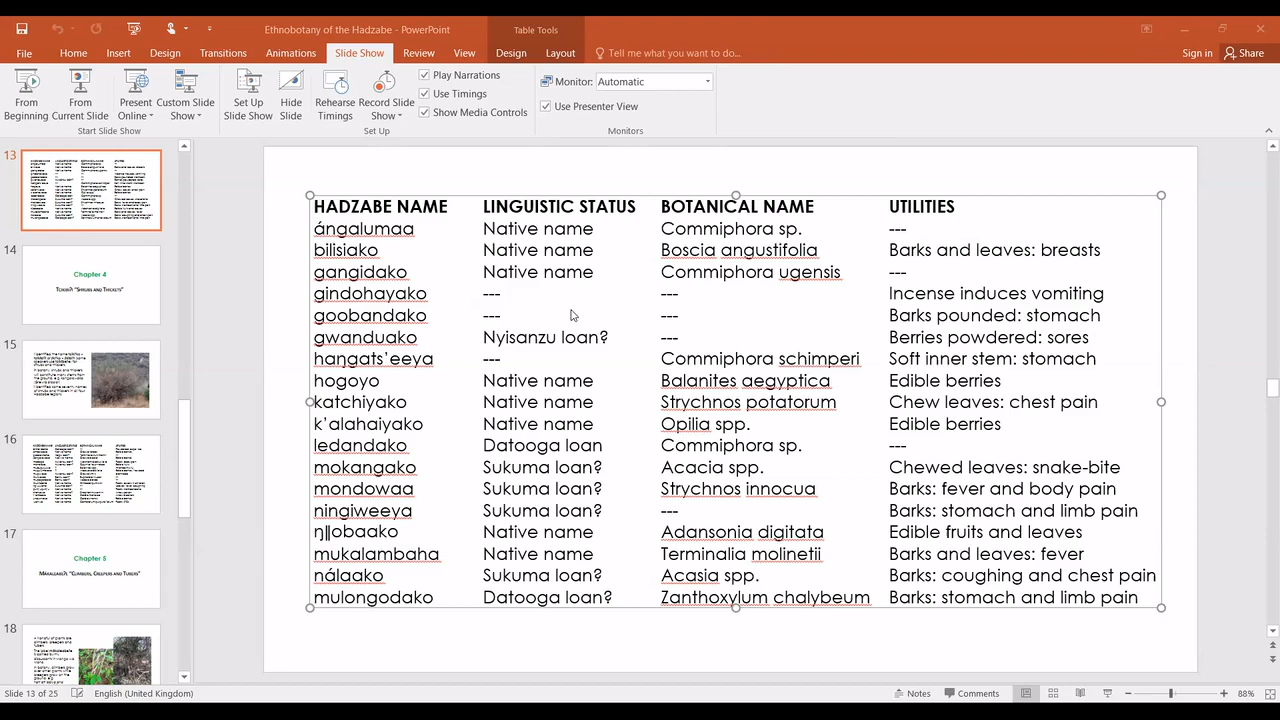 Ethnobotany of the Hadzabe - PowerPoint
Table Tools
File Home Insert Design Transitions Animations Slide Show Review View Design Layout Tell me what you want to do... Sign in Share
From Beginning
From Current Slide
Present Online
Custom Slide Show
Set Up Slide Show
Hide Slide
Rehearse Timings
Record Slide Show
Play Narrations
Use Timings
Show Media Controls
Monitor: Automatic
Use Presenter View
Start Slide Show
Set Up
Monitors
13
14
Chapter 4
15
16
17
Chapter 5
18
HADZABE NAME LINGUISTIC STATUS BOTANICAL NAME UTILITIES
ángalumaa Native name Commiphora sp. ---
bilisiako Native name Boscia angustifolia Barks and leaves: breasts
gangidako Native name Commiphora ugensis ---
gindohayako --- --- Incense induces vomiting
goobandako --- --- Barks pounded: stomach
gwanduako Nyisanzu loan? --- Berries powdered: sores
haŋgats'eeya --- Commiphora schimperi Soft inner stem: stomach
hogoyo Native name Balanites aegyptica Edible berries
katchiyako Native name Strychnos potatorum Chew leaves: chest pain
k'alahaiyako Native name Opilia spp. Edible berries
ledandako Datooga loan Commiphora sp. ---
mokangako Sukuma loan? Acacia spp. Chewed leaves: snake-bite
mondowaa Sukuma loan? Strychnos innocua Barks: fever and body pain
ningiweeya Sukuma loan? --- Barks: stomach and limb pain
ŋǁobaako Native name Adansonia digitata Edible fruits and leaves
mukalambaha Native name Terminalia molinetii Barks and leaves: fever
nálaako Sukuma loan? Acasia spp. Barks: coughing and chest pain
mulongodako Datooga loan? Zanthoxylum chalybeum Barks: stomach and limb pain
Slide 13 of 25 English (United Kingdom) Notes Comments 88%